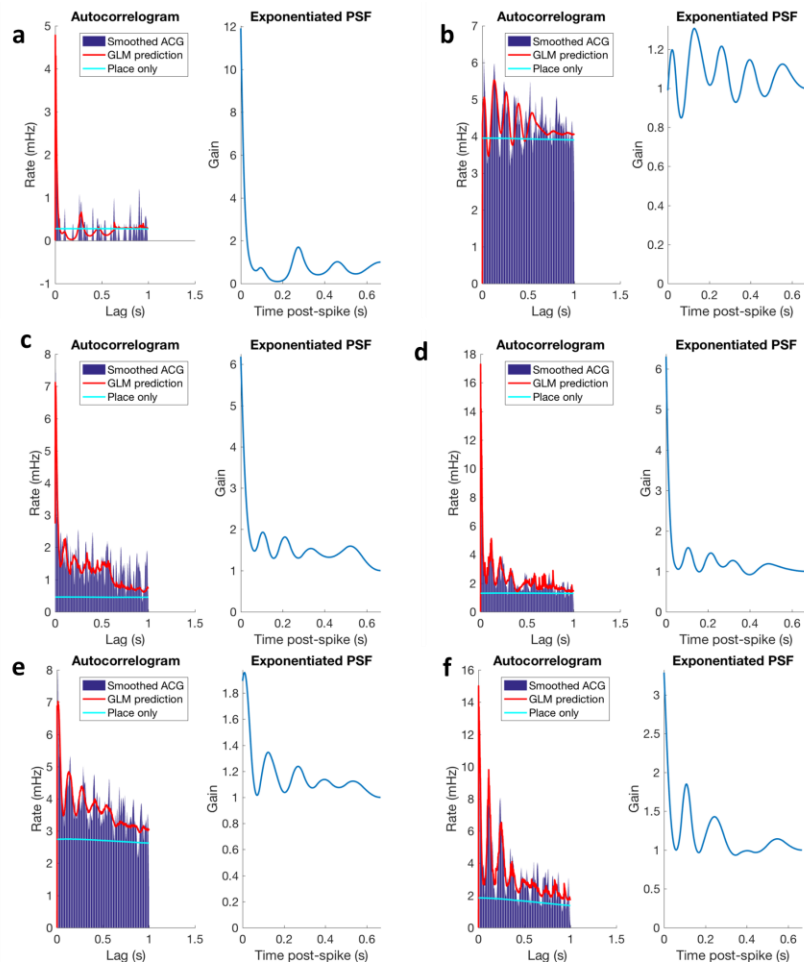 a
Autocorrelogram
Smoothed ACG
GLM prediction
Place only
Rate (mHz)
5
4
3
2
1
0
-1
0 0.5 1 1.5
Lag (s)
Exponentiated PSF
Gain
12
10
8
6
4
2
0
0 0.2 0.4 0.6
Time post-spike (s)
b
Autocorrelogram
Smoothed ACG
GLM prediction
Place only
Rate (mHz)
7
6
5
4
3
2
1
0
0 0.5 1 1.5
Lag (s)
Exponentiated PSF
Gain
1.2
1
0.8
0.6
0.4
0.2
0
0 0.2 0.4 0.6
Time post-spike (s)
c
Autocorrelogram
Smoothed ACG
GLM prediction
Place only
Rate (mHz)
8
7
6
5
4
3
2
1
0
0 0.5 1 1.5
Lag (s)
Exponentiated PSF
Gain
6
5
4
3
2
1
0
0 0.2 0.4 0.6
Time post-spike (s)
d
Autocorrelogram
Smoothed ACG
GLM prediction
Place only
Rate (mHz)
18
16
14
12
10
8
6
4
2
0
0 0.5 1 1.5
Lag (s)
Exponentiated PSF
Gain
6
5
4
3
2
1
0
0 0.2 0.4 0.6
Time post-spike (s)
e
Autocorrelogram
Smoothed ACG
GLM prediction
Place only
Rate (mHz)
8
7
6
5
4
3
2
1
0
0 0.5 1 1.5
Lag (s)
Exponentiated PSF
Gain
1.8
1.6
1.4
1.2
1
0.8
0.6
0.4
0.2
0
0 0.2 0.4 0.6
Time post-spike (s)
f
Autocorrelogram
Smoothed ACG
GLM prediction
Place only
Rate (mHz)
16
14
12
10
8
6
4
2
0
0 0.5 1 1.5
Lag (s)
Exponentiated PSF
Gain
3
2.5
2
1.5
1
0.5
0
0 0.2 0.4 0.6
Time post-spike (s)